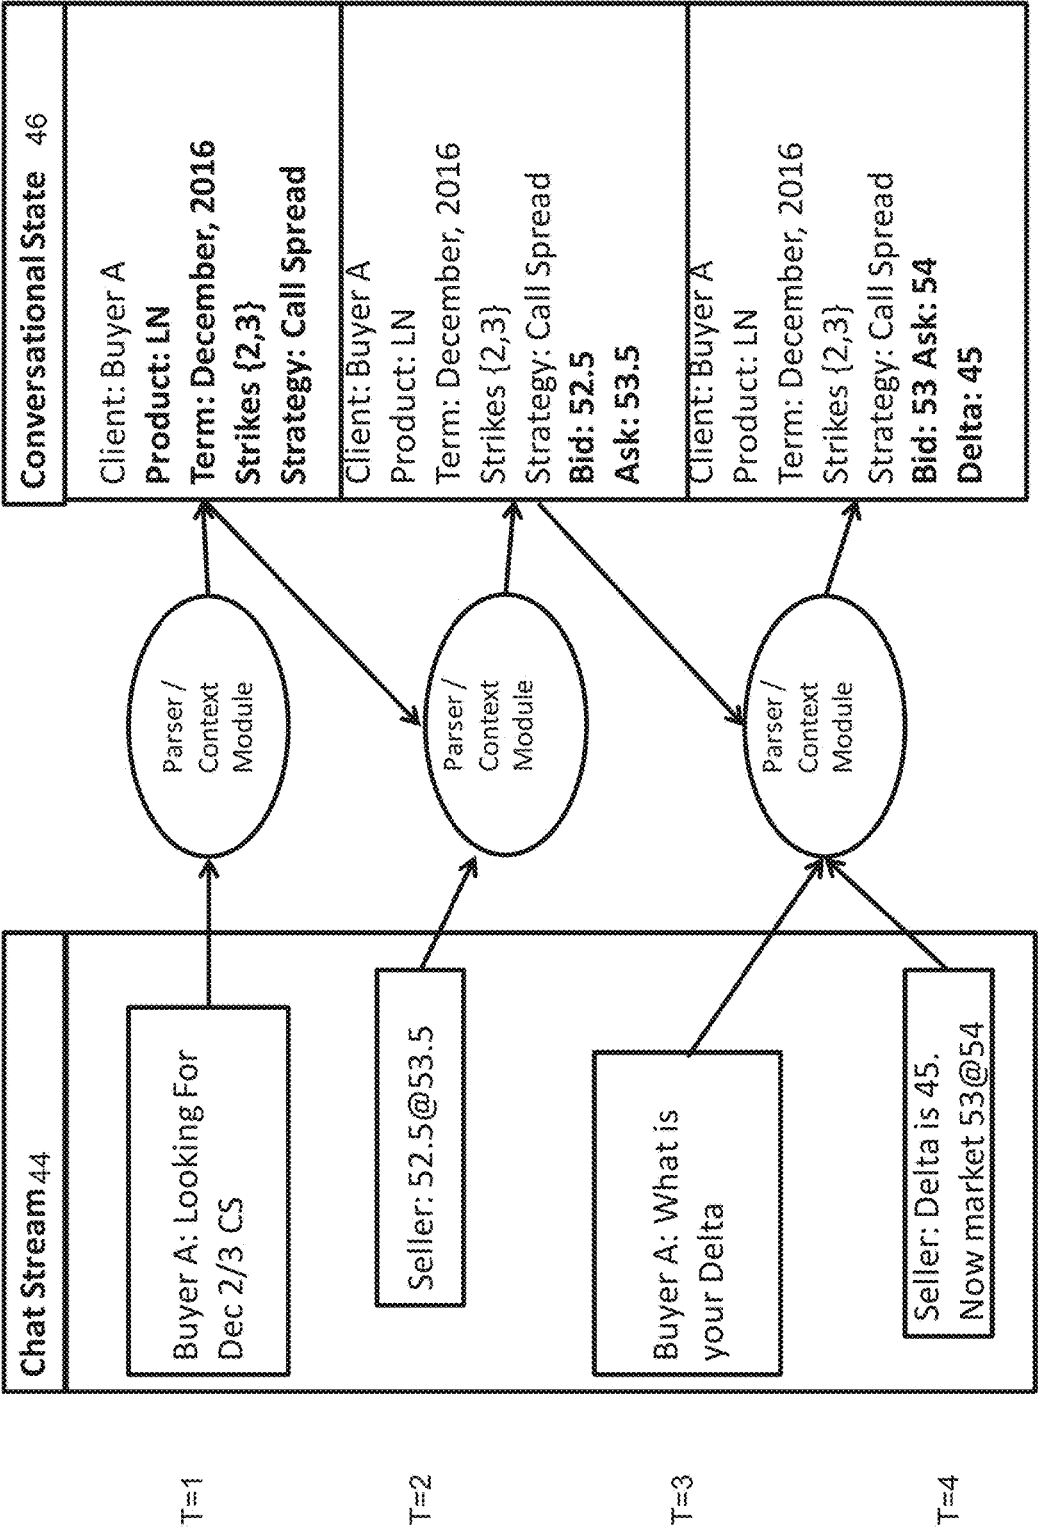 Chat Stream 44
Conversational State 46
T=1
Buyer A: Looking For
Dec 2/3 CS
Parser /
Context
Module
Client: Buyer A
Product: LN
Term: December, 2016
Strikes {2,3}
Strategy: Call Spread
T=2
Seller: 52.5@53.5
Parser /
Context
Module
Client: Buyer A
Product: LN
Term: December, 2016
Strikes {2,3}
Strategy: Call Spread
Bid: 52.5
Ask: 53.5
T=3
Buyer A: What is
your Delta
T=4
Seller: Delta is 45.
Now market 53@54
Parser /
Context
Module
Client: Buyer A
Product: LN
Term: December, 2016
Strikes {2,3}
Strategy: Call Spread
Bid: 53 Ask: 54
Delta: 45